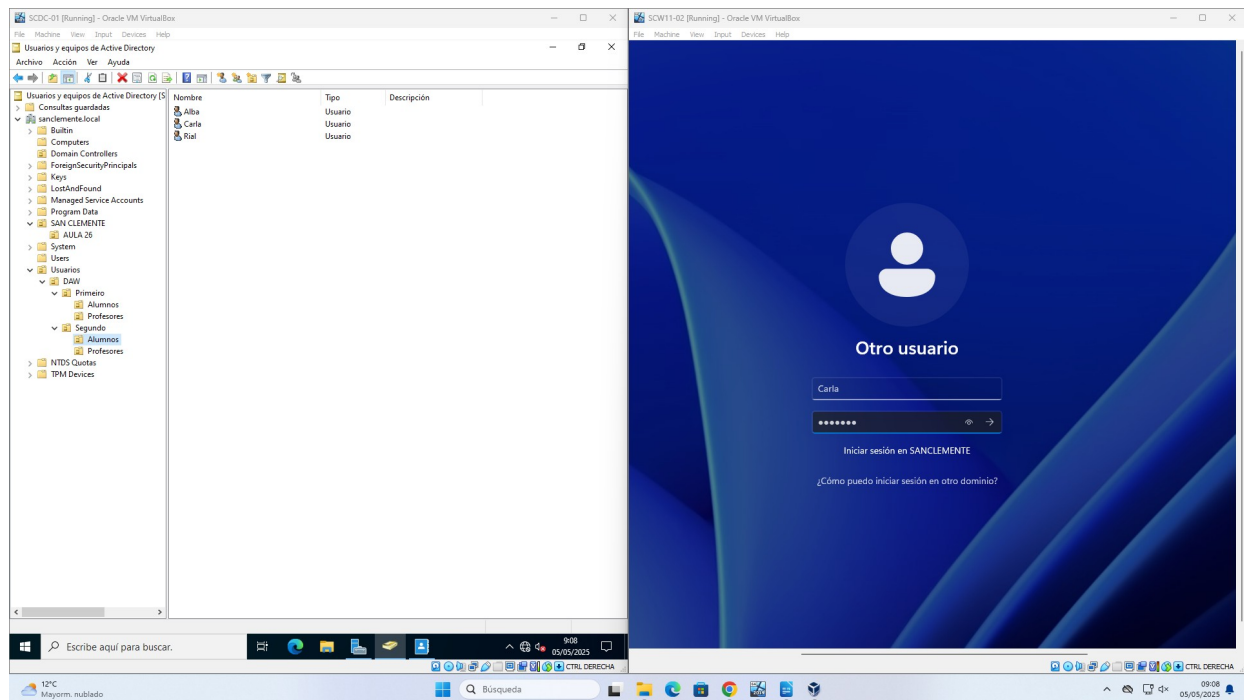 SCDC-01 [Running] - Oracle VM VirtualBox
File Machine View Input Devices Help
Usuarios y equipos de Active Directory
Archivo Acción Ver Ayuda
Usuarios y equipos de Active Directory [S
Consultas guardadas
sanclemente.local
Builtin
Computers
Domain Controllers
ForeignSecurityPrincipals
Keys
LostAndFound
Managed Service Accounts
Program Data
SAN CLEMENTE
AULA 26
System
Users
Usuarios
DAW
Primeiro
Alumnos
Profesores
Segundo
Alumnos
Profesores
NTDS Quotas
TPM Devices
Nombre Tipo Descripción
Alba Usuario
Carla Usuario
Rial Usuario
Escribe aquí para buscar.
9:08
05/05/2025
CTRL DERECHA
SCW11-02 [Running] - Oracle VM VirtualBox
File Machine View Input Devices Help
Otro usuario
Carla
Iniciar sesión en SANCLEMENTE
¿Cómo puedo iniciar sesión en otro dominio?
CTRL DERECHA
12°C
Mayorm. nublado
Búsqueda
09:08
05/05/2025